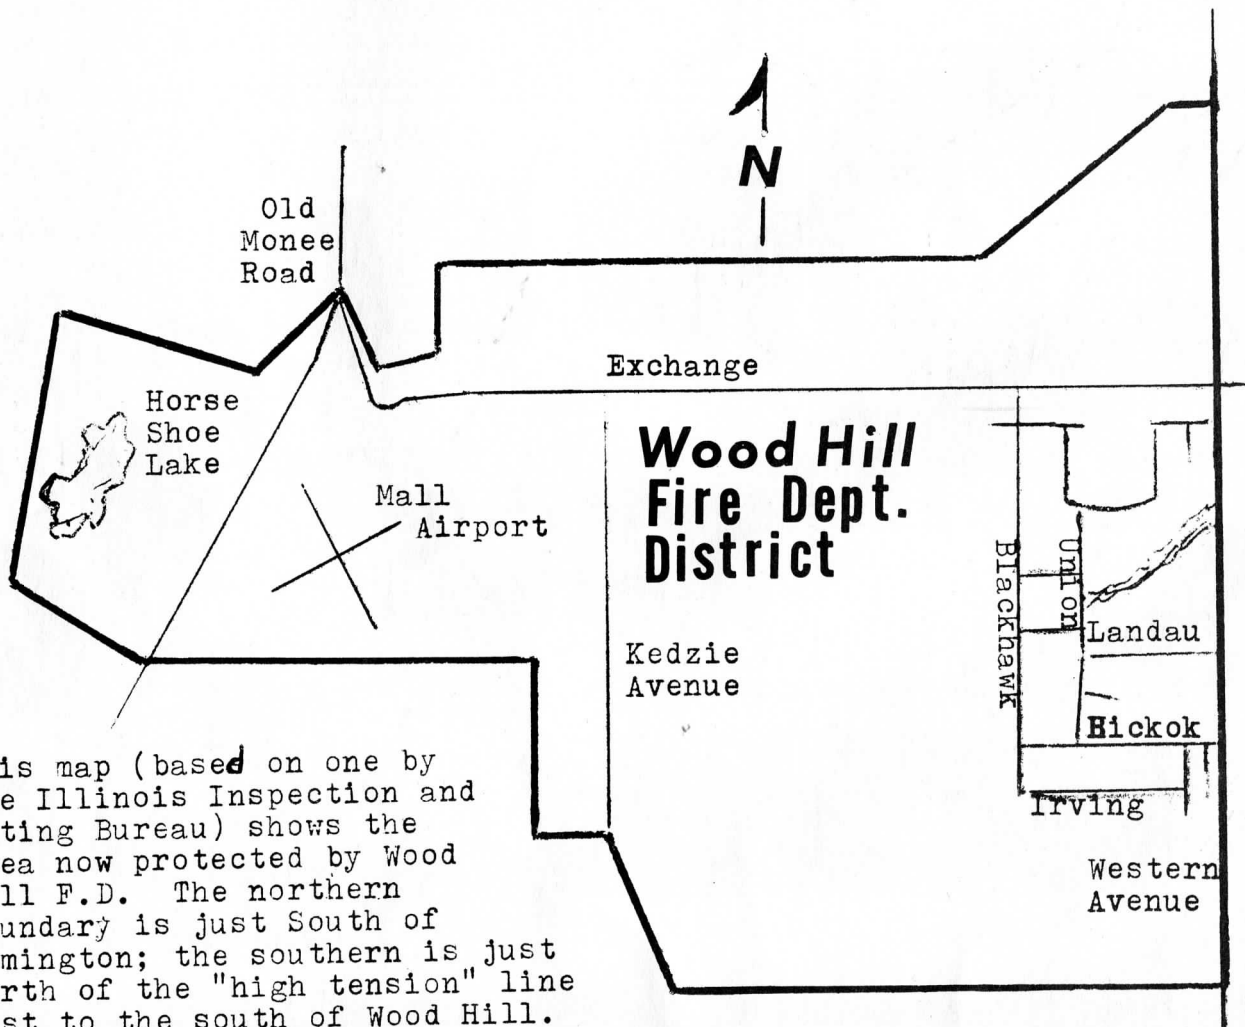 N
Old
Monee
Road
Exchange
Horse
Shoe
Lake
Wood Hill
Fire Dept.
District
Mall
Airport
Blackhawk
Union
Landau
Kedzie
Avenue
Hickok
Irving
Western
Avenue
is map (based on one by
e Illinois Inspection and
ting Bureau) shows the
ea now protected by Wood
ll F.D. The northern
undary is just South of
mington; the southern is just
rth of the "high tension" line
st to the south of Wood Hill.